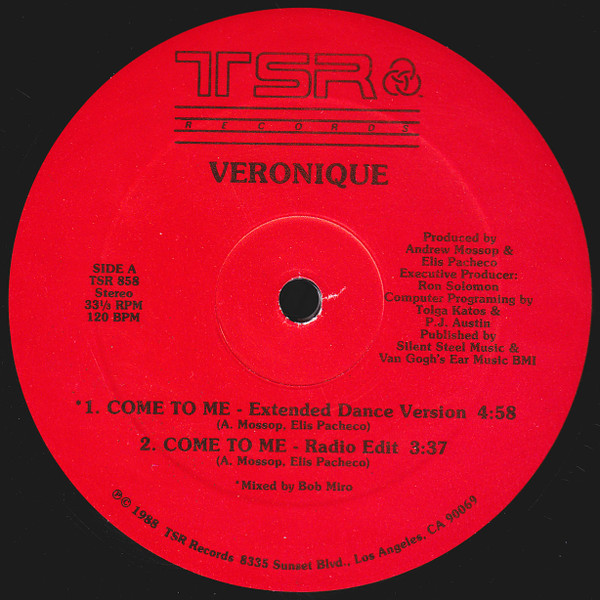 TSR
RECORDS
VERONIQUE
SIDE A
TSR 858
Stereo
33⅓ RPM
120 BPM
Produced by
Andrew Mossop &
Elis Pacheco
Executive Producer:
Ron Solomon
Computer Programing by
Tolga Katos &
P.J. Austin
Published by
Silent Steel Music &
Van Gogh's Ear Music BMI
*1. COME TO ME - Extended Dance Version 4:58
(A. Mossop, Elis Pacheco)
2. COME TO ME - Radio Edit 3:37
(A. Mossop, Elis Pacheco)
*Mixed by Bob Miro
℗© 1988 TSR Records 8335 Sunset Blvd., Los Angeles, CA 90069